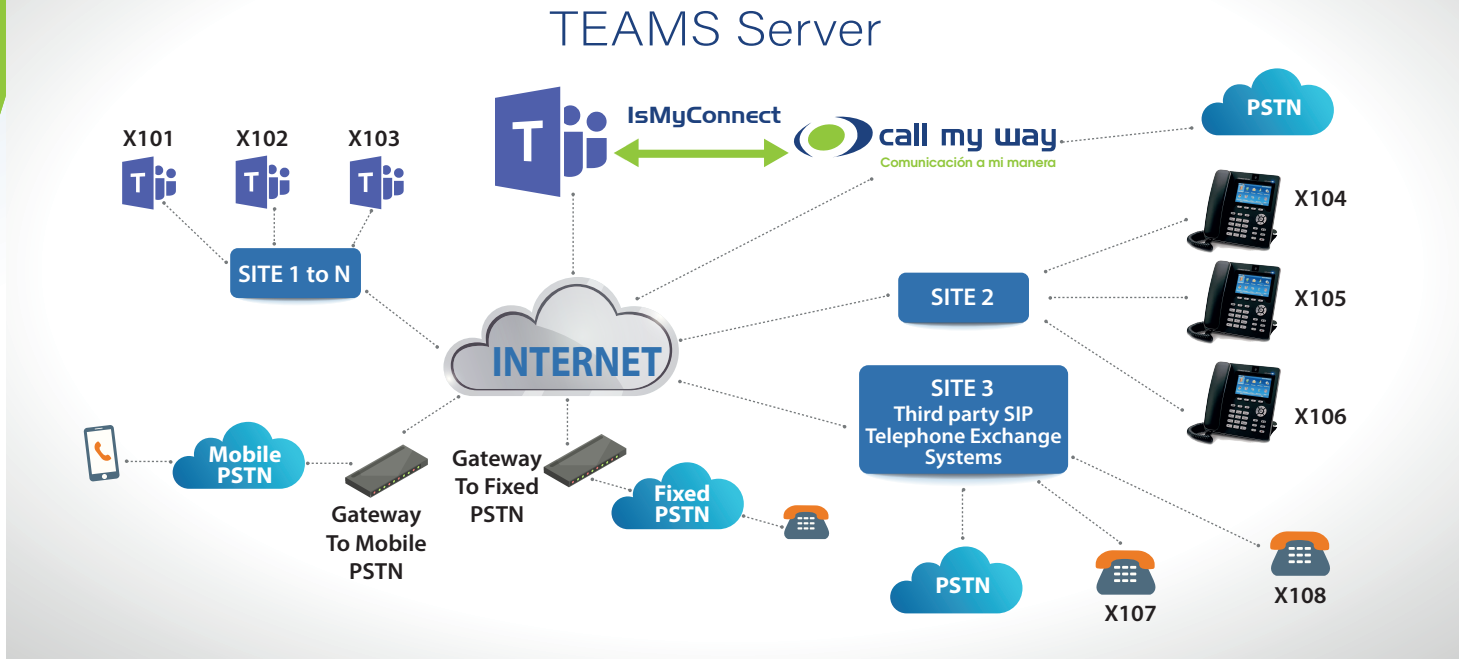 TEAMS Server
IsMyConnect
call my way
Comunicación a mi manera
PSTN
X101
X102
X103
T
T
T
T
SITE 1 to N
X104
SITE 2
X105
INTERNET
SITE 3
Third party SIP
Telephone Exchange
Systems
X106
Mobile
PSTN
Gateway
To Mobile
PSTN
Gateway
To Fixed
PSTN
Fixed
PSTN
PSTN
X107
X108